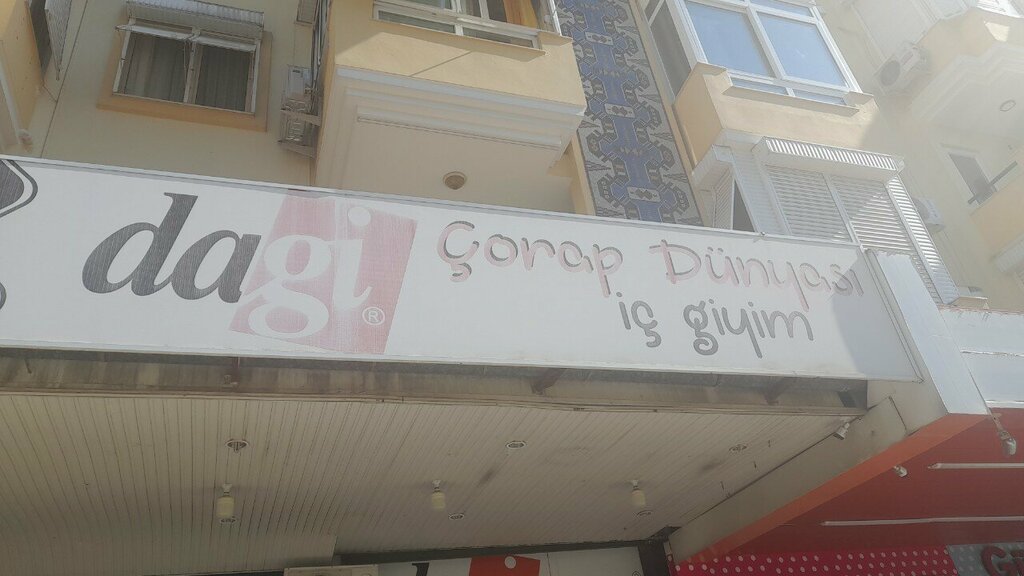 dagi®
Çorap Dünyası
iç giyim